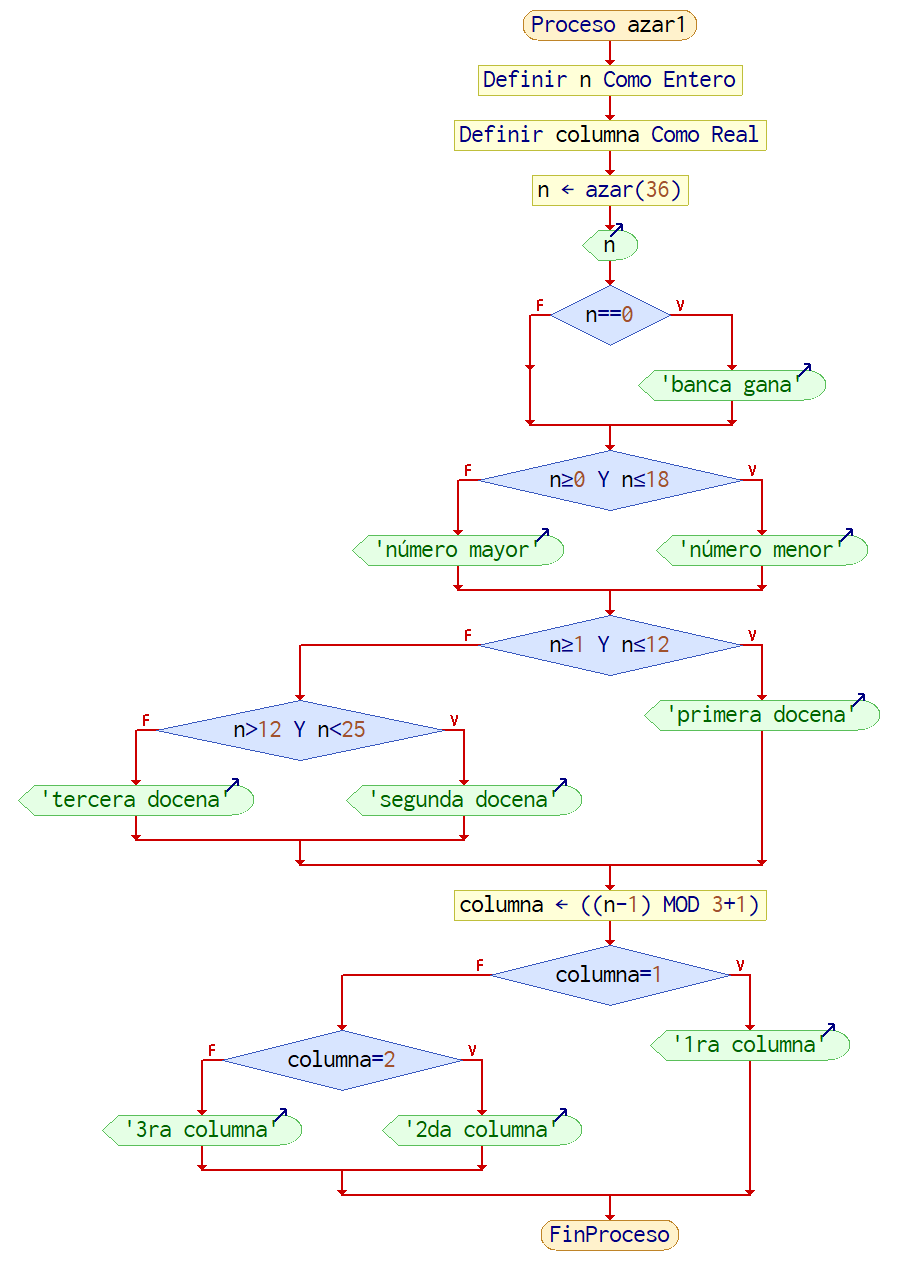 Proceso azar1
Definir n Como Entero
Definir columna Como Real
n ← azar(36)
n
F
n==0
V
'banca gana'
F
n≥0 Y n≤18
V
'número mayor'
'número menor'
F
n≥1 Y n≤12
V
F
n>12 Y n<25
V
'primera docena'
'tercera docena'
'segunda docena'
columna ← ((n-1) MOD 3+1)
F
columna=1
V
'1ra columna'
F
columna=2
V
'3ra columna'
'2da columna'
FinProceso